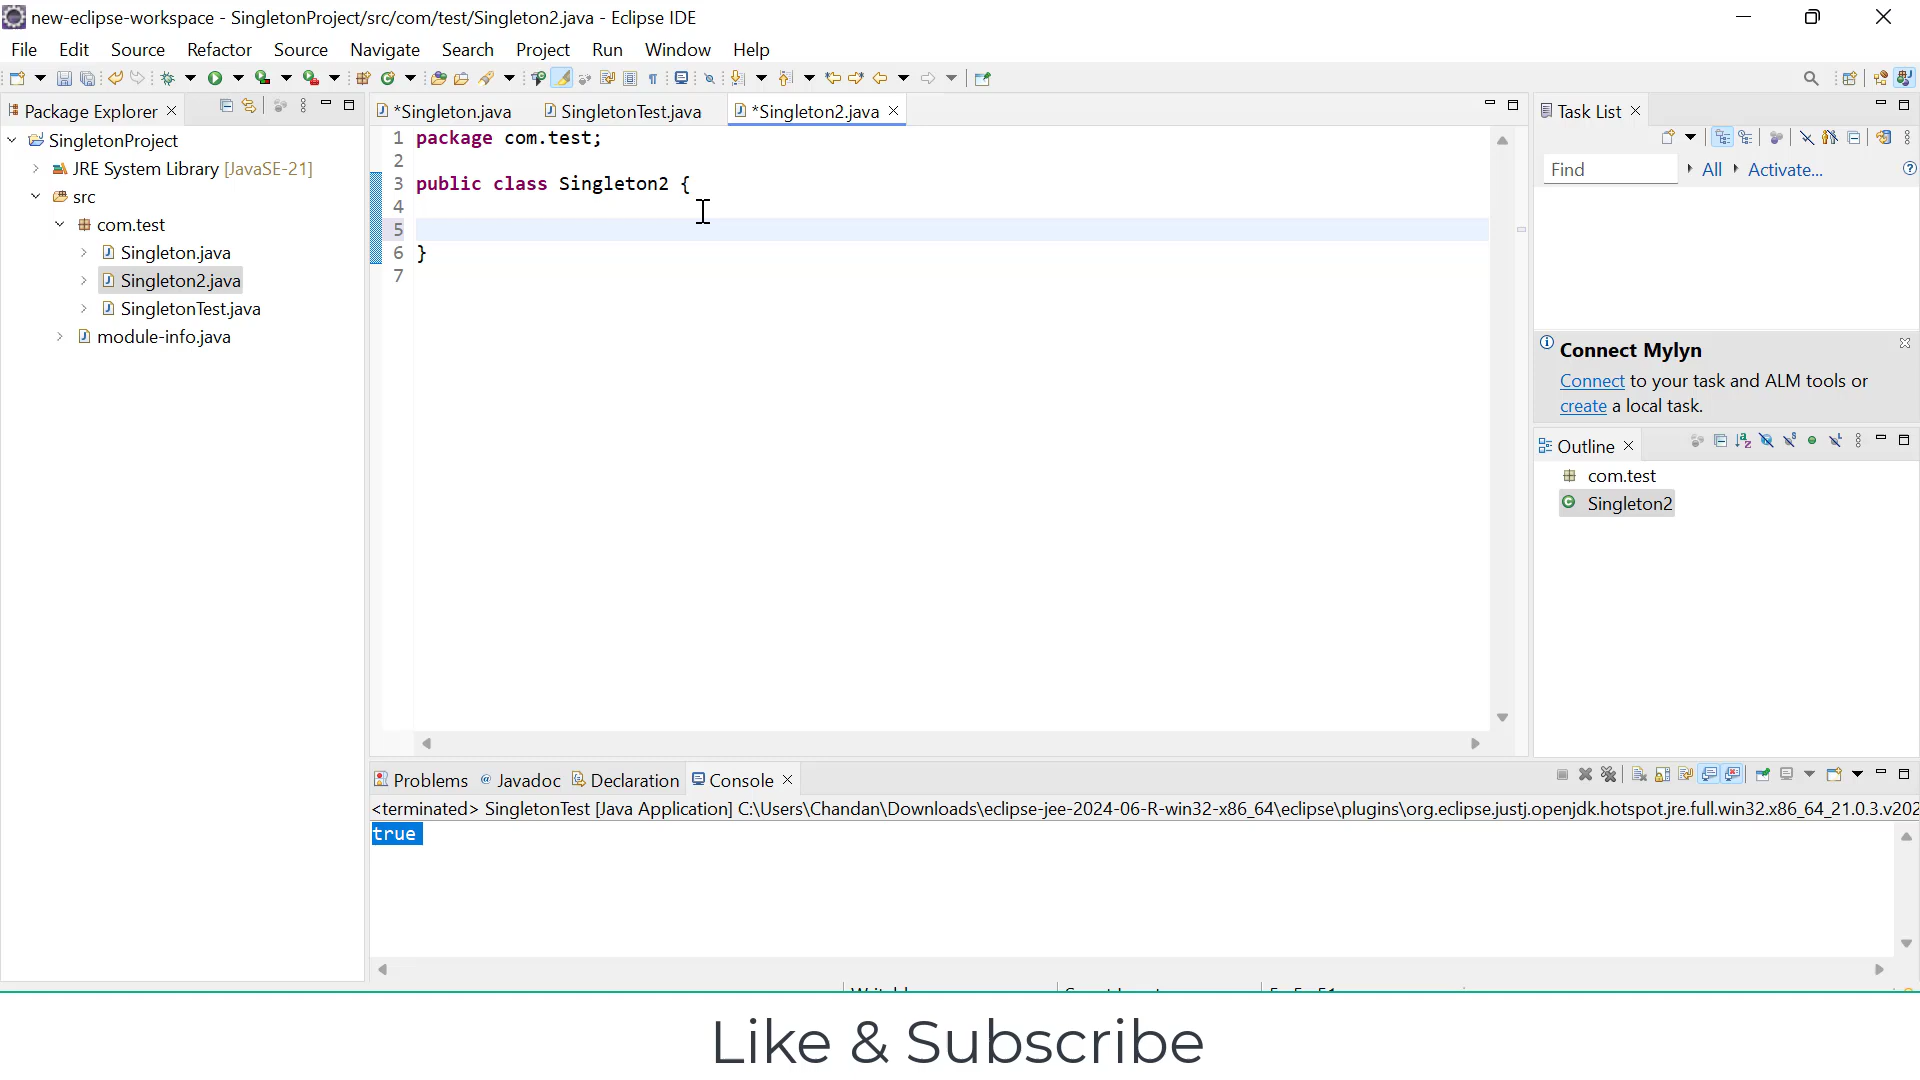 new-eclipse-workspace - SingletonProject/src/com/test/Singleton2.java - Eclipse IDE
File Edit Source Refactor Source Navigate Search Project Run Window Help
Package Explorer
SingletonProject
JRE System Library [JavaSE-21]
src
com.test
Singleton.java
Singleton2.java
SingletonTest.java
module-info.java
*Singleton.java SingletonTest.java *Singleton2.java
1 package com.test;
2
3 public class Singleton2 {
4
5
6 }
7
Task List
Find All Activate...
Connect Mylyn
Connect to your task and ALM tools or
create a local task.
Outline
com.test
Singleton2
Problems Javadoc Declaration Console
<terminated> SingletonTest [Java Application] C:\Users\Chandan\Downloads\eclipse-jee-2024-06-R-win32-x86_64\eclipse\plugins\org.eclipse.justj.openjdk.hotspot.jre.full.win32.x86_64_21.0.3.v202
true
Like & Subscribe